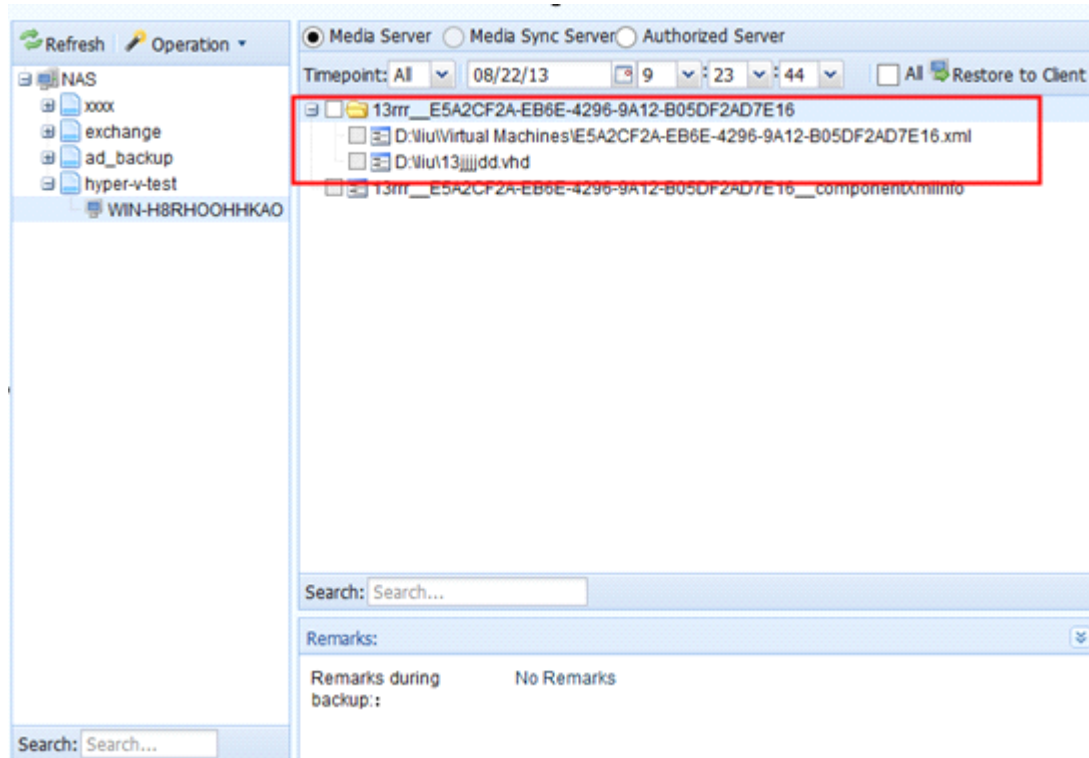 Refresh Operation
NAS
xxxx
exchange
ad_backup
hyper-v-test
WIN-H8RHOOHHKAO
Search: Search...
Media Server Media Sync Server Authorized Server
Timepoint: All 08/22/13 9 : 23 : 44 All Restore to Client
13rrr__E5A2CF2A-EB6E-4296-9A12-B05DF2AD7E16
D:\liu\Virtual Machines\E5A2CF2A-EB6E-4296-9A12-B05DF2AD7E16.xml
D:\liu\13jjjjdd.vhd
13rrr__E5A2CF2A-EB6E-4296-9A12-B05DF2AD7E16__componentXmlInfo
Search: Search...
Remarks:
Remarks during No Remarks
backup::